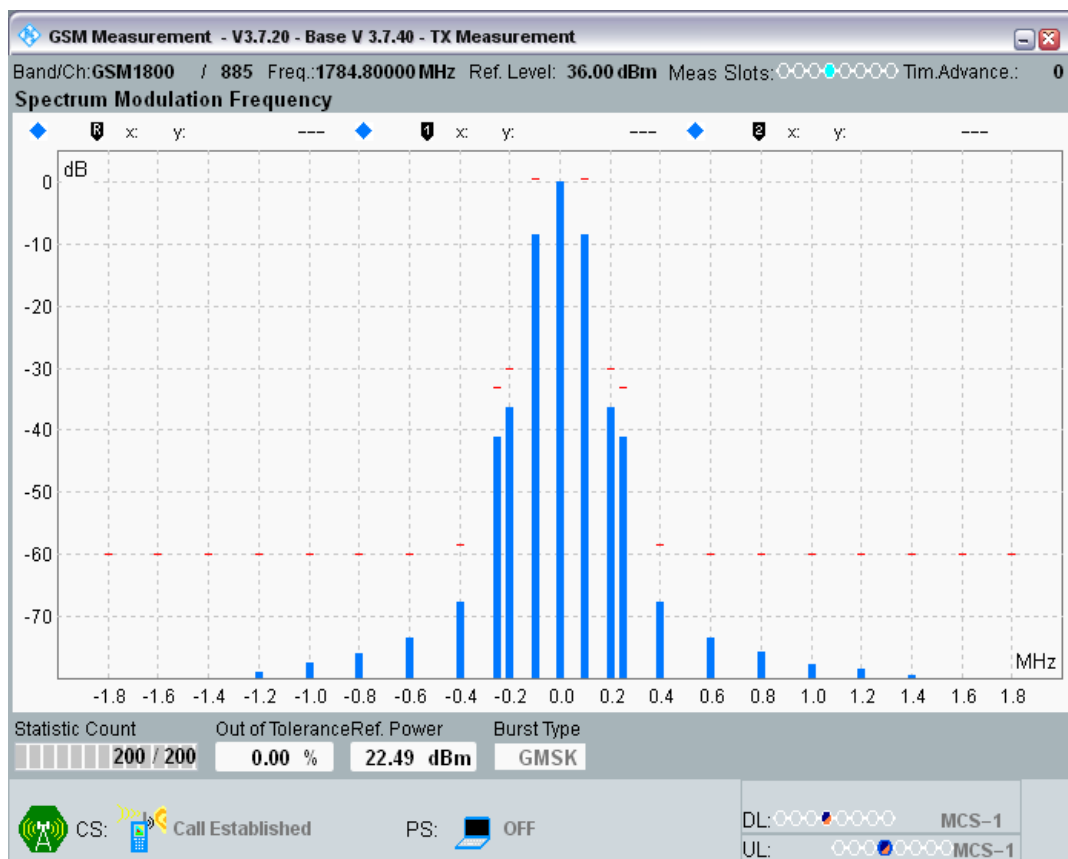 GSM Measurement - V3.7.20 - Base V 3.7.40 - TX Measurement
Band/Ch:GSM1800 / 885 Freq.:1784.80000 MHz Ref. Level: 36.00 dBm Meas Slots: Tim.Advance.: 0
Spectrum Modulation Frequency
R x: y: --- 1 x: y: --- 2 x: y: ---
dB
0
-10
-20
-30
-40
-50
-60
-70
MHz
-1.8 -1.6 -1.4 -1.2 -1.0 -0.8 -0.6 -0.4 -0.2 0.0 0.2 0.4 0.6 0.8 1.0 1.2 1.4 1.6 1.8
Statistic Count Out of Tolerance Ref. Power Burst Type
200 / 200 0.00 % 22.49 dBm GMSK
CS: Call Established PS: OFF
DL: MCS-1
UL: MCS-1